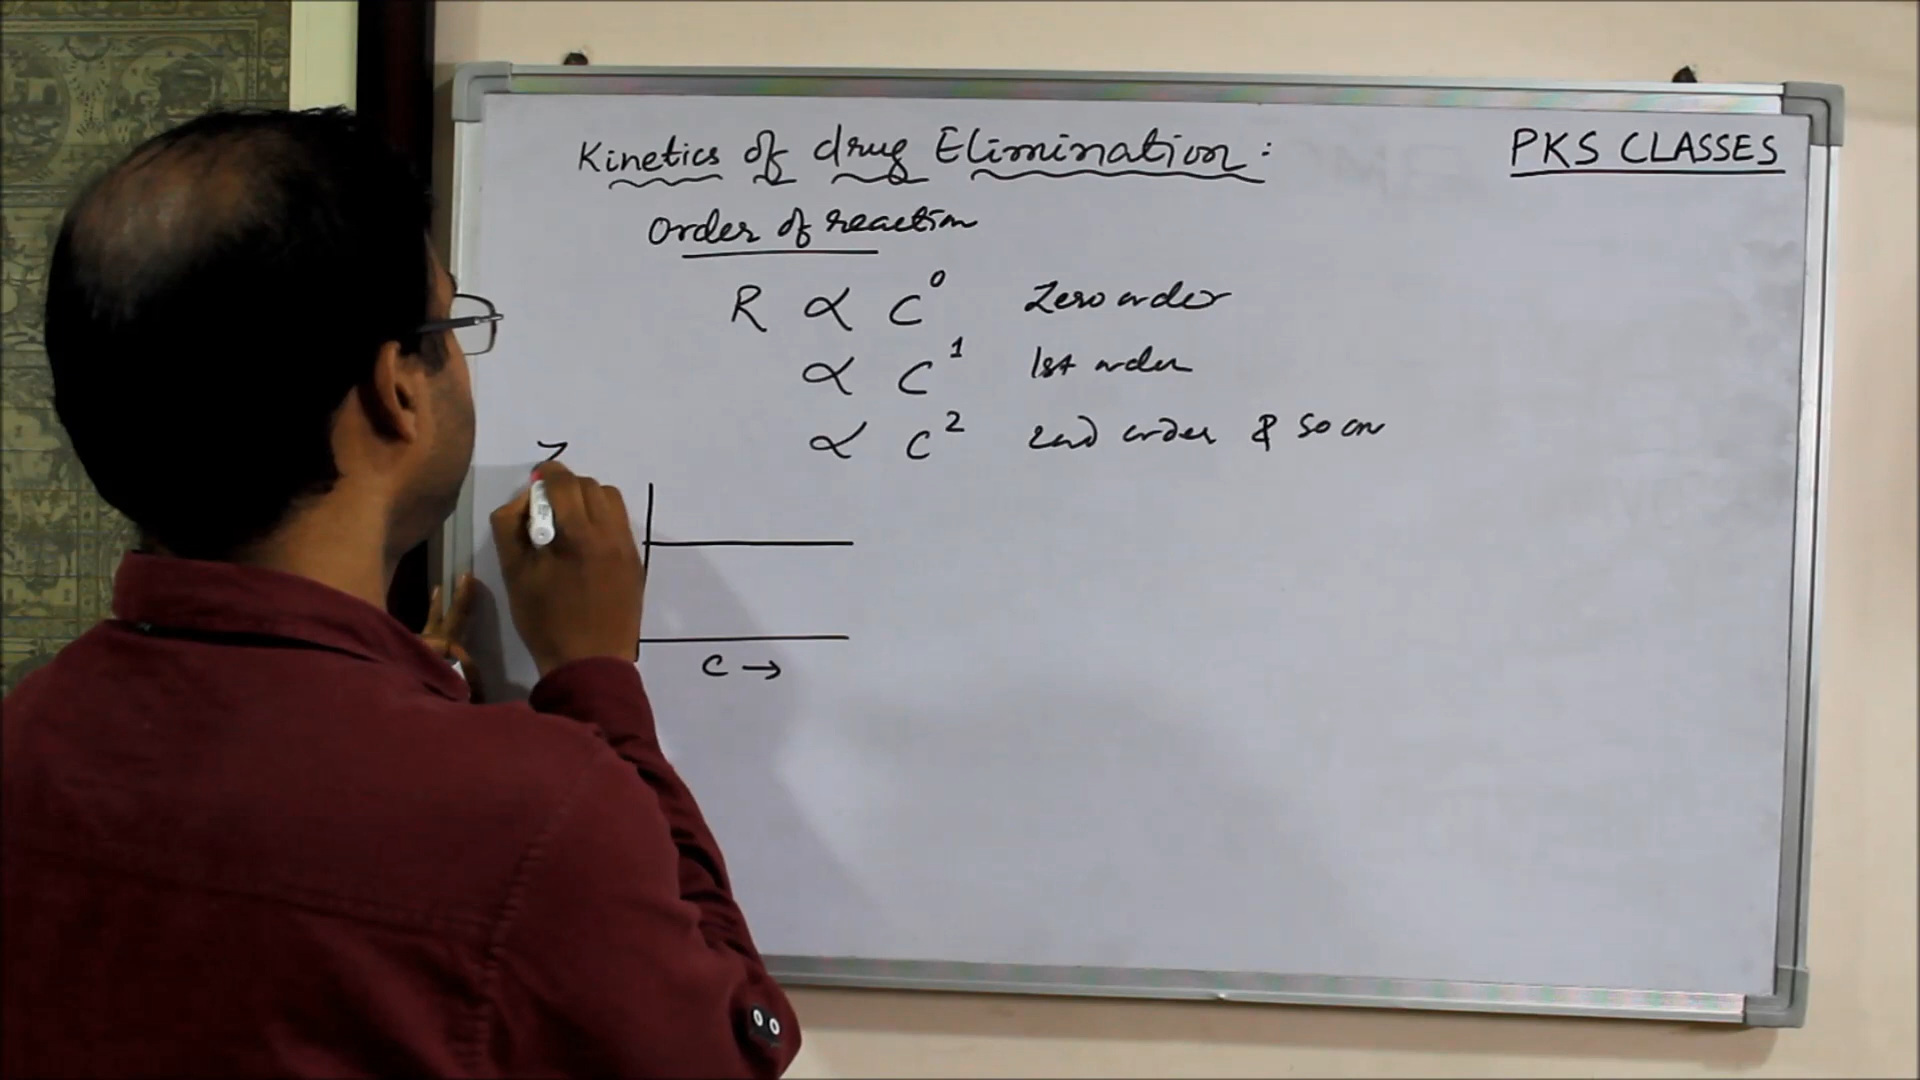 Kinetics of drug Elimination:
PKS CLASSES
Order of reaction
R ∝ C⁰ Zero order
∝ C¹ 1st order
∝ C² 2nd order & so on
Z
C →